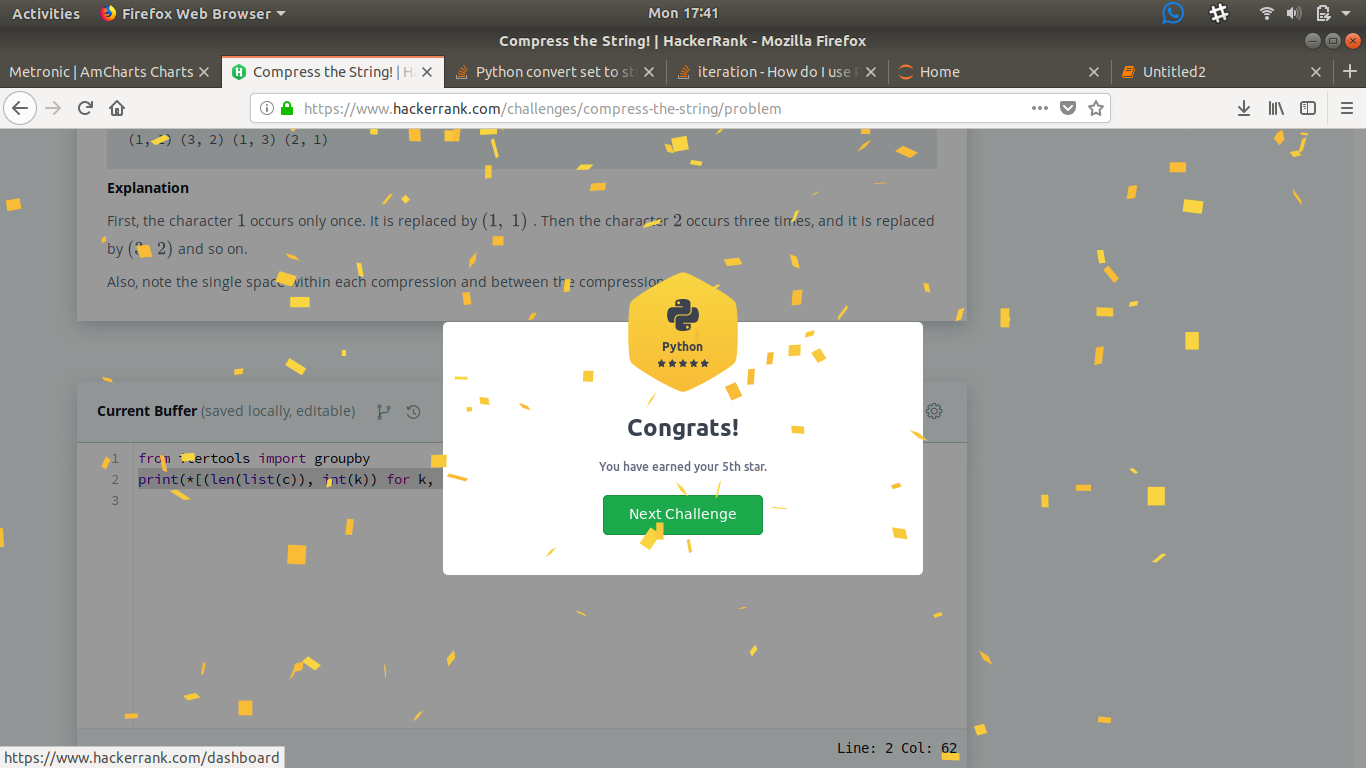 Activities Firefox Web Browser Mon 17:41
Compress the String! | HackerRank - Mozilla Firefox
Metronic | AmCharts Charts Compress the String! | H Python convert set to st iteration - How do I use Home Untitled2
https://www.hackerrank.com/challenges/compress-the-string/problem
(1, 1) (3, 2) (1, 3) (2, 1)
Explanation
First, the character 1 occurs only once. It is replaced by (1, 1) . Then the character 2 occurs three times, and it is replaced
by (3, 2) and so on.
Also, note the single space within each compression and between the compression
Python
Congrats!
You have earned your 5th star.
Next Challenge
Current Buffer (saved locally, editable)
1 from itertools import groupby
2 print(*[(len(list(c)), int(k)) for k,
3
Line: 2 Col: 62
https://www.hackerrank.com/dashboard